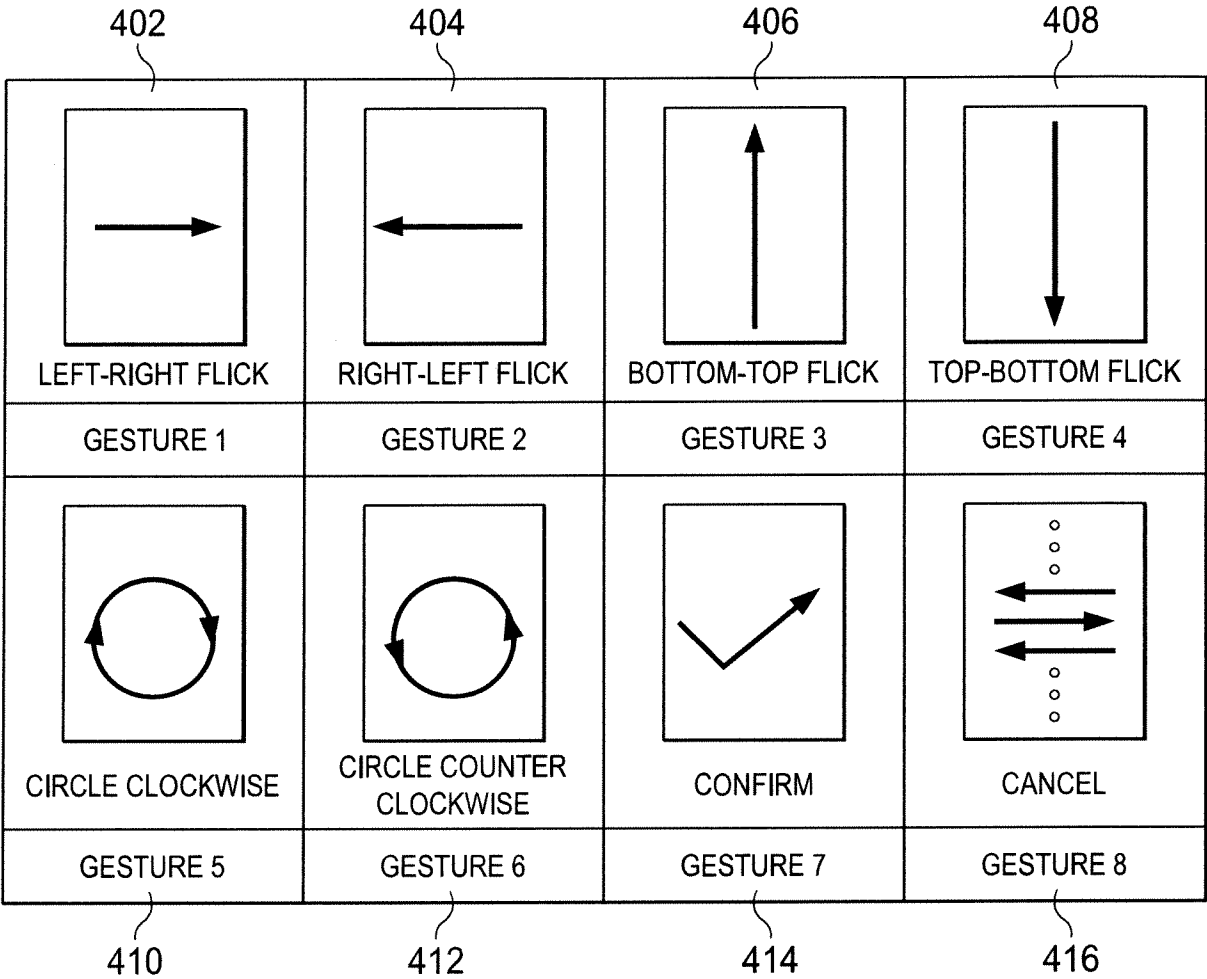 402 404 406 408
LEFT-RIGHT FLICK RIGHT-LEFT FLICK BOTTOM-TOP FLICK TOP-BOTTOM FLICK
GESTURE 1 GESTURE 2 GESTURE 3 GESTURE 4
CIRCLE CLOCKWISE CIRCLE COUNTER CLOCKWISE CONFIRM CANCEL
GESTURE 5 GESTURE 6 GESTURE 7 GESTURE 8
410 412 414 416